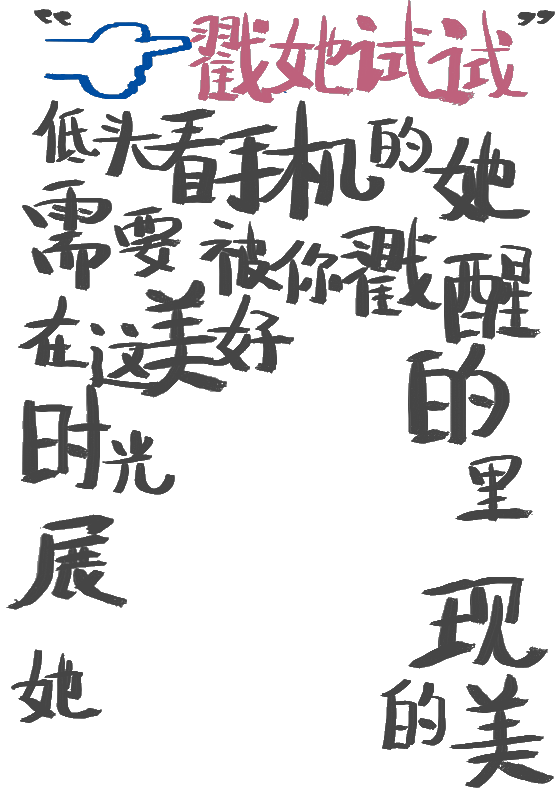 “戳她试试”
低头看手机的她
需要被你戳醒
在这美好的
时光里
展现
她的美